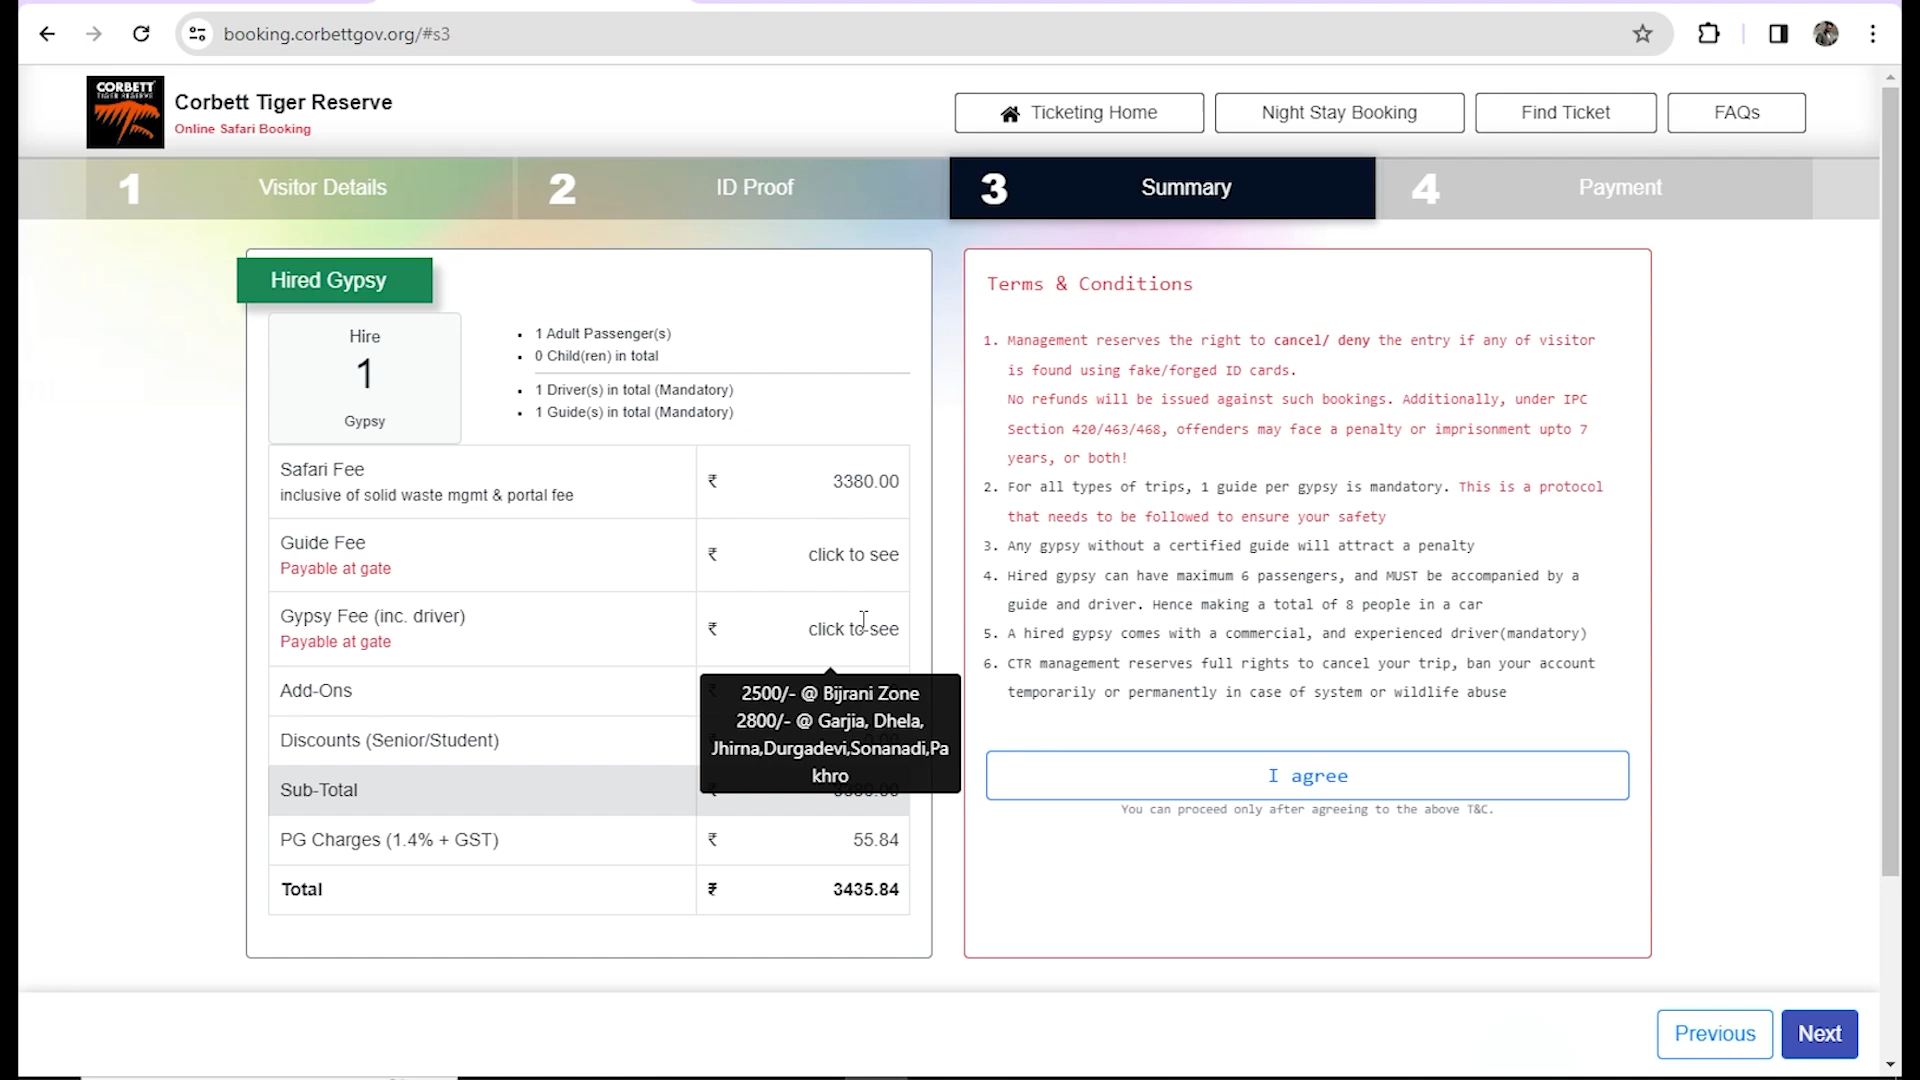 booking.corbettgov.org/#s3
CORBETT
TIGER RESERVE
Corbett Tiger Reserve
Online Safari Booking
Ticketing Home
Night Stay Booking
Find Ticket
FAQs
1 Visitor Details
2 ID Proof
3 Summary
4 Payment
Hired Gypsy
Hire
1
Gypsy
1 Adult Passenger(s)
0 Child(ren) in total
1 Driver(s) in total (Mandatory)
1 Guide(s) in total (Mandatory)
Safari Fee
inclusive of solid waste mgmt & portal fee
₹ 3380.00
Guide Fee
Payable at gate
₹ click to see
Gypsy Fee (inc. driver)
Payable at gate
₹ click to see
2500/- @ Bijrani Zone
2800/- @ Garjia, Dhela,
Jhirna,Durgadevi,Sonanadi,Pa
khro
Add-Ons
Discounts (Senior/Student)
Sub-Total
₹ 3380.00
PG Charges (1.4% + GST) ₹ 55.84
Total ₹ 3435.84
Terms & Conditions
1. Management reserves the right to cancel/ deny the entry if any of visitor
is found using fake/forged ID cards.
No refunds will be issued against such bookings. Additionally, under IPC
Section 420/463/468, offenders may face a penalty or imprisonment upto 7
years, or both!
2. For all types of trips, 1 guide per gypsy is mandatory. This is a protocol
that needs to be followed to ensure your safety
3. Any gypsy without a certified guide will attract a penalty
4. Hired gypsy can have maximum 6 passengers, and MUST be accompanied by a
guide and driver. Hence making a total of 8 people in a car
5. A hired gypsy comes with a commercial, and experienced driver(mandatory)
6. CTR management reserves full rights to cancel your trip, ban your account
temporarily or permanently in case of system or wildlife abuse
I agree
You can proceed only after agreeing to the above T&C.
Previous
Next